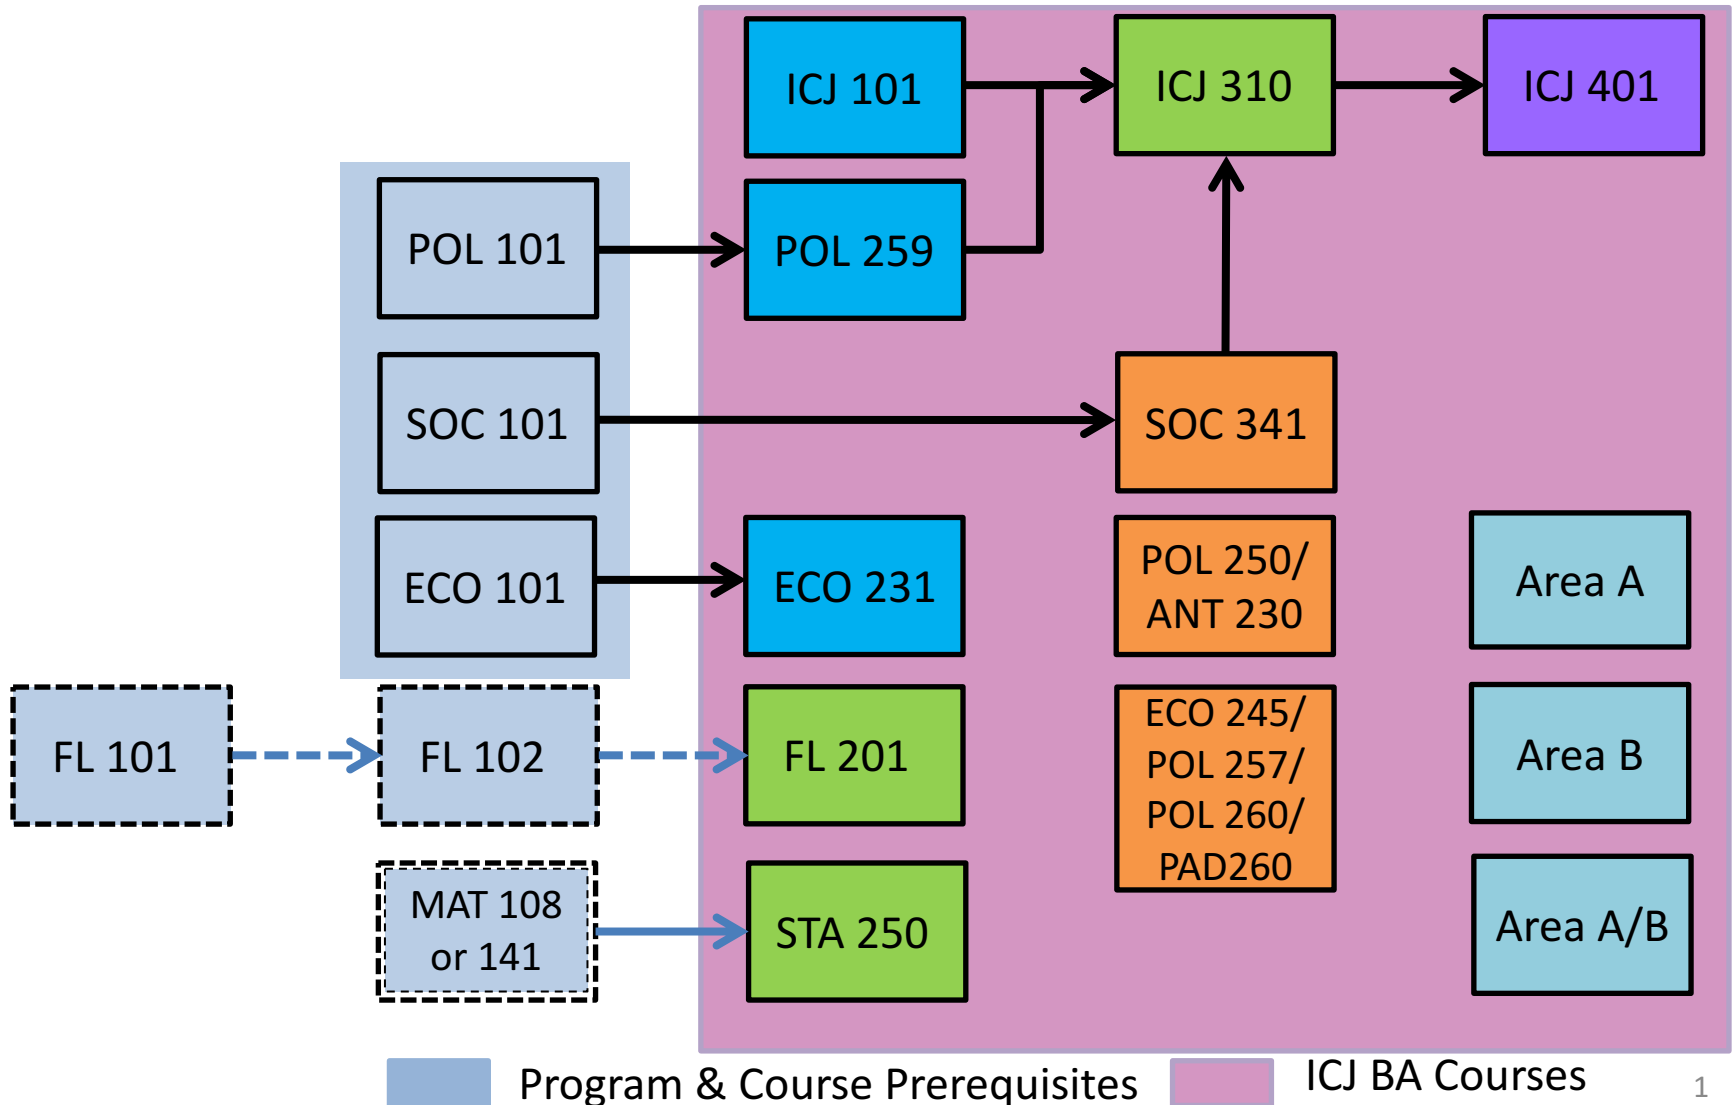 ICJ 101
ICJ 310
ICJ 401
POL 101
POL 259
SOC 101
SOC 341
ECO 101
ECO 231
POL 250/
ANT 230
Area A
FL 101
FL 102
FL 201
ECO 245/
POL 257/
POL 260/
PAD260
Area B
MAT 108
or 141
STA 250
Area A/B
Program & Course Prerequisites
ICJ BA Courses
1